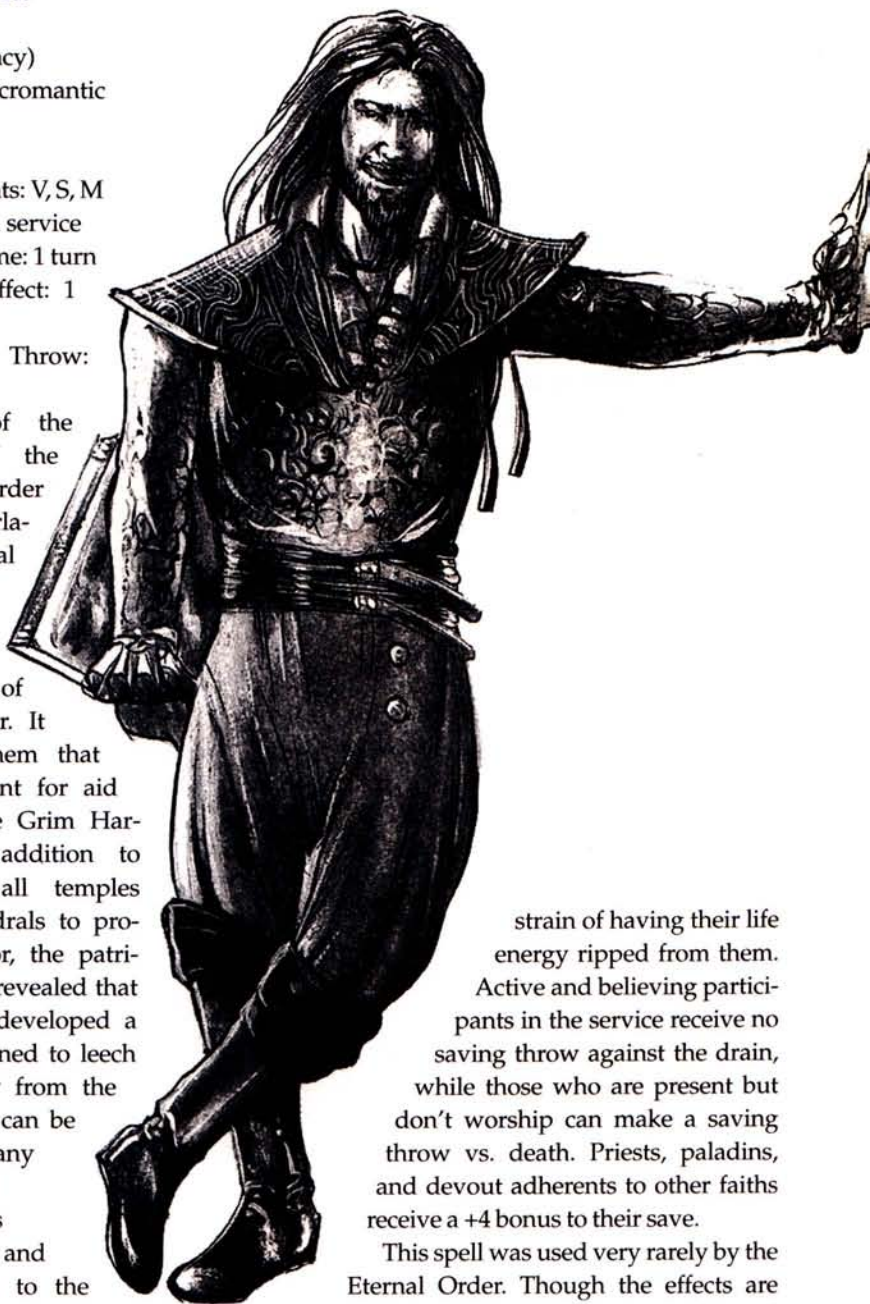 cromantic
ts: V, S, M
service
ne: 1 turn
ffect: 1
Throw:
of the
the
rder
rla-
al
of
r. It
hem that
nt for aid
e Grim Har-
addition to
all temples
drals to pro-
or, the patri-
revealed that
developed a
ned to leech
from the
can be
any
s
and
to the
strain of having their life
energy ripped from them.
Active and believing partici-
pants in the service receive no
saving throw against the drain,
while those who are present but
don't worship can make a saving
throw vs. death. Priests, paladins,
and devout adherents to other faiths
receive a +4 bonus to their save.
This spell was used very rarely by the
Eternal Order. Though the effects are